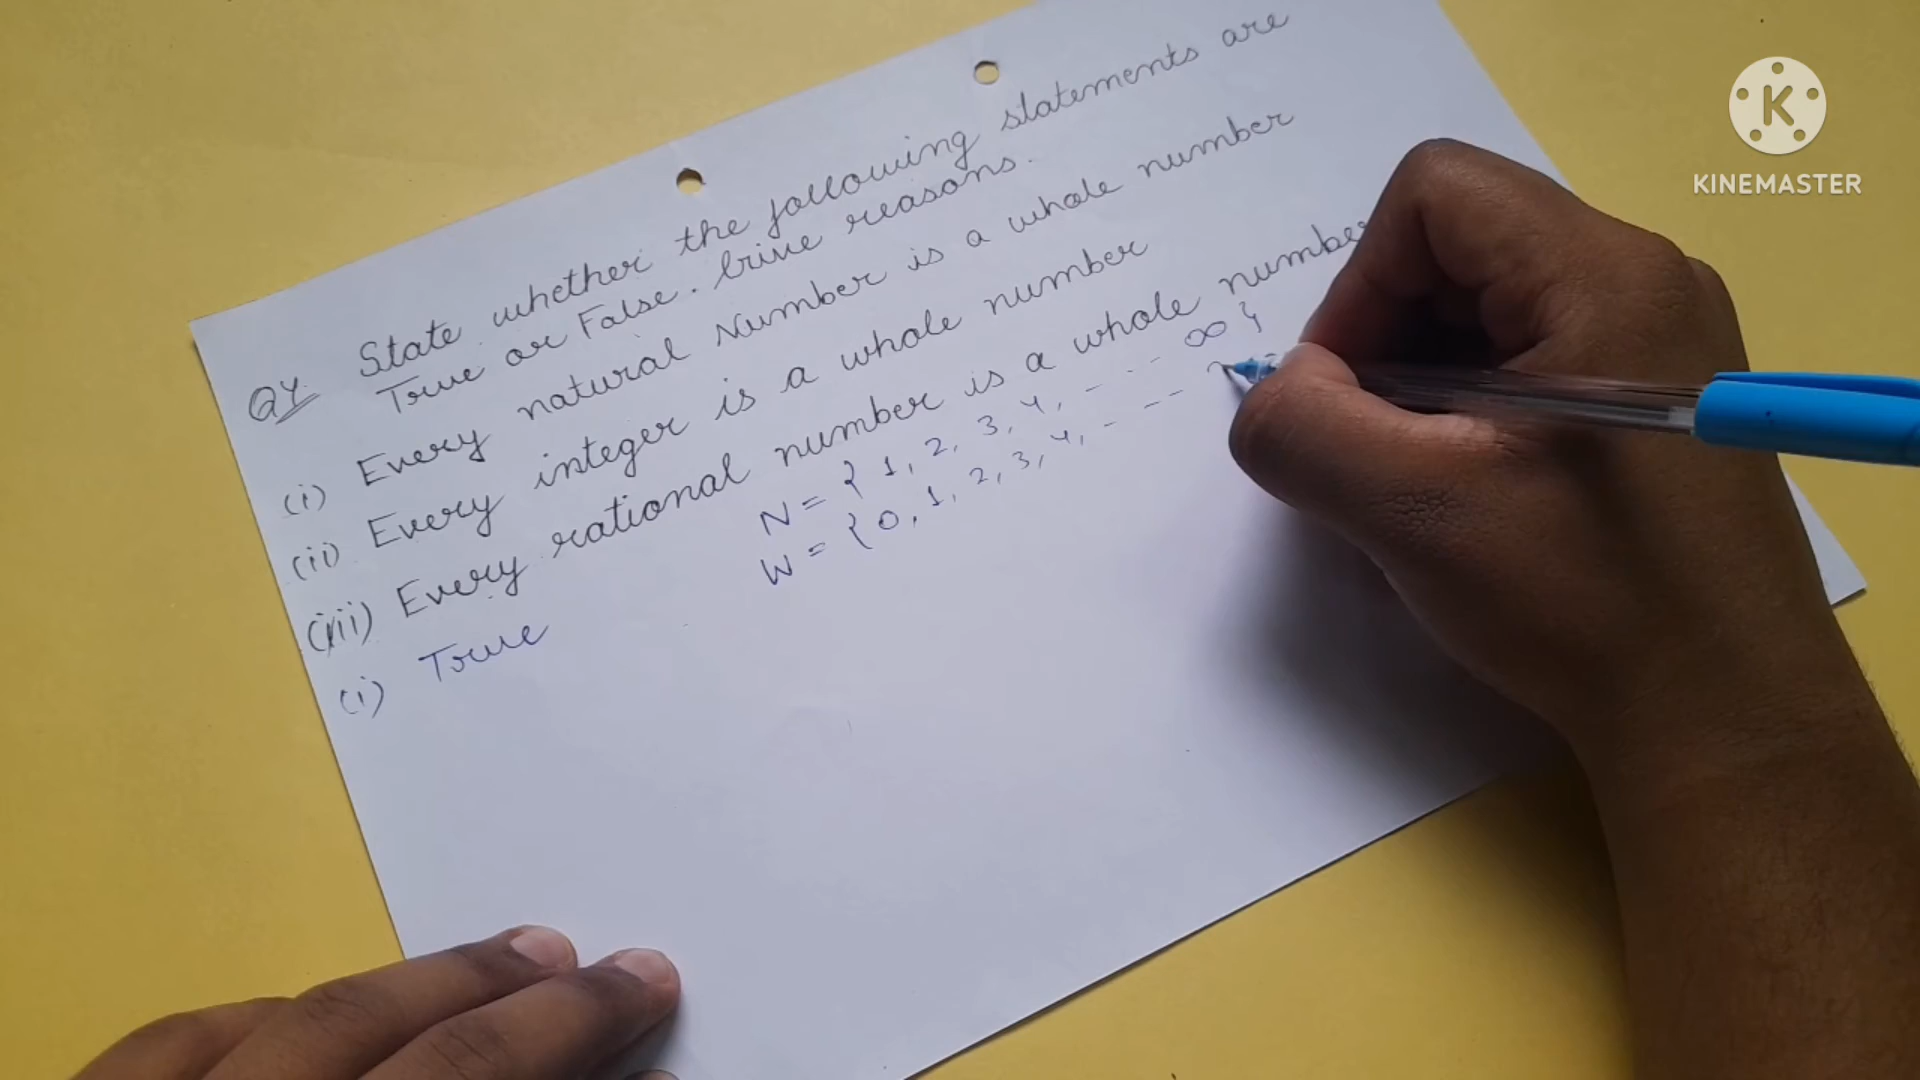 Q4. State whether the following statements are
True or False. Give reasons.
(i) Every natural Number is a whole number
(ii) Every integer is a whole number
(iii) Every rational number is a whole number
N = { 1, 2, 3, 4, - - - ∞ }
W = { 0, 1, 2, 3, 4, - - -
(i) True
KINEMASTER